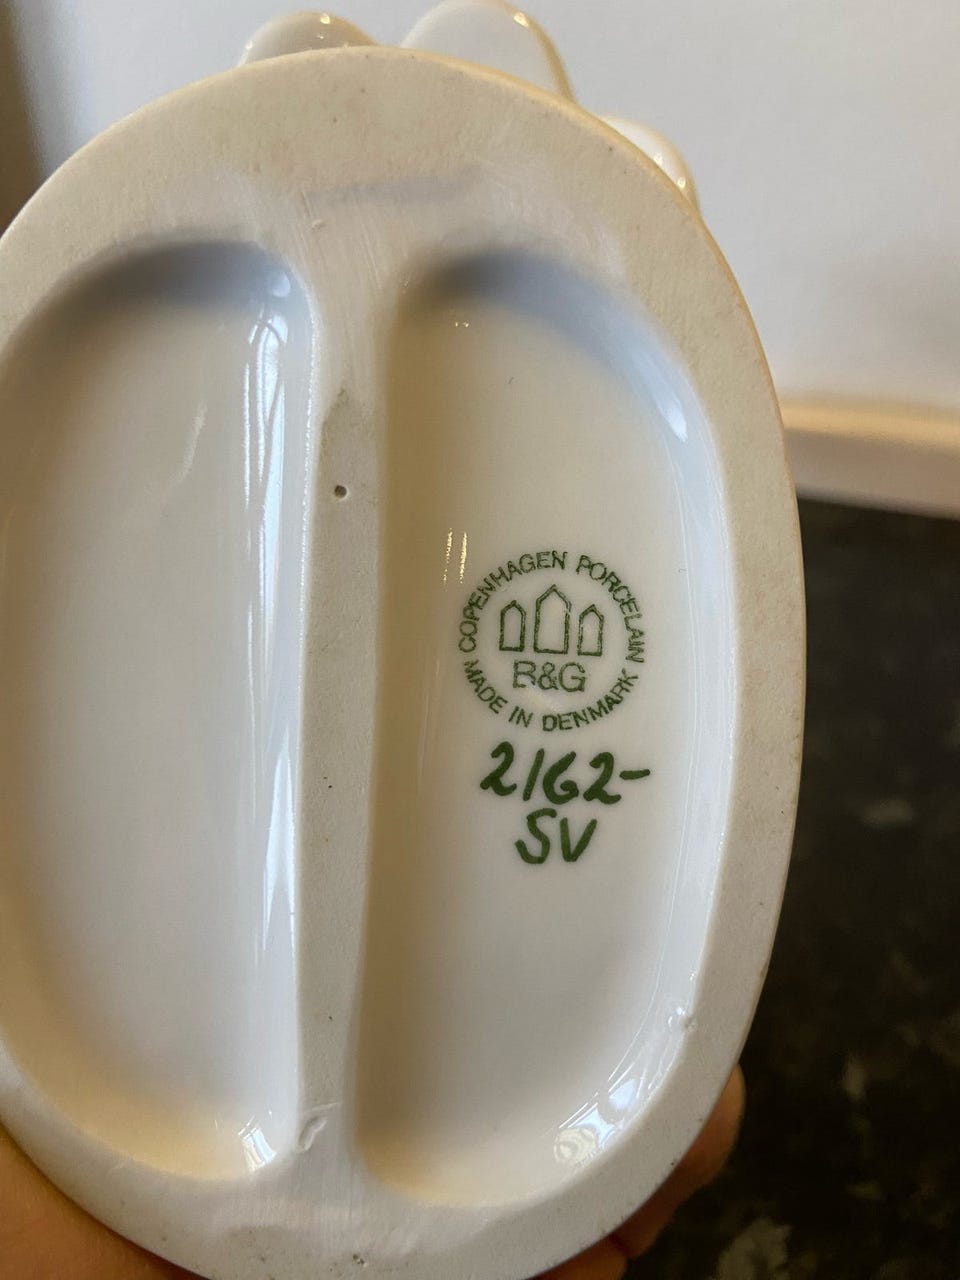 COPENHAGEN PORCELAIN
B&G
MADE IN DENMARK
2162-
SV